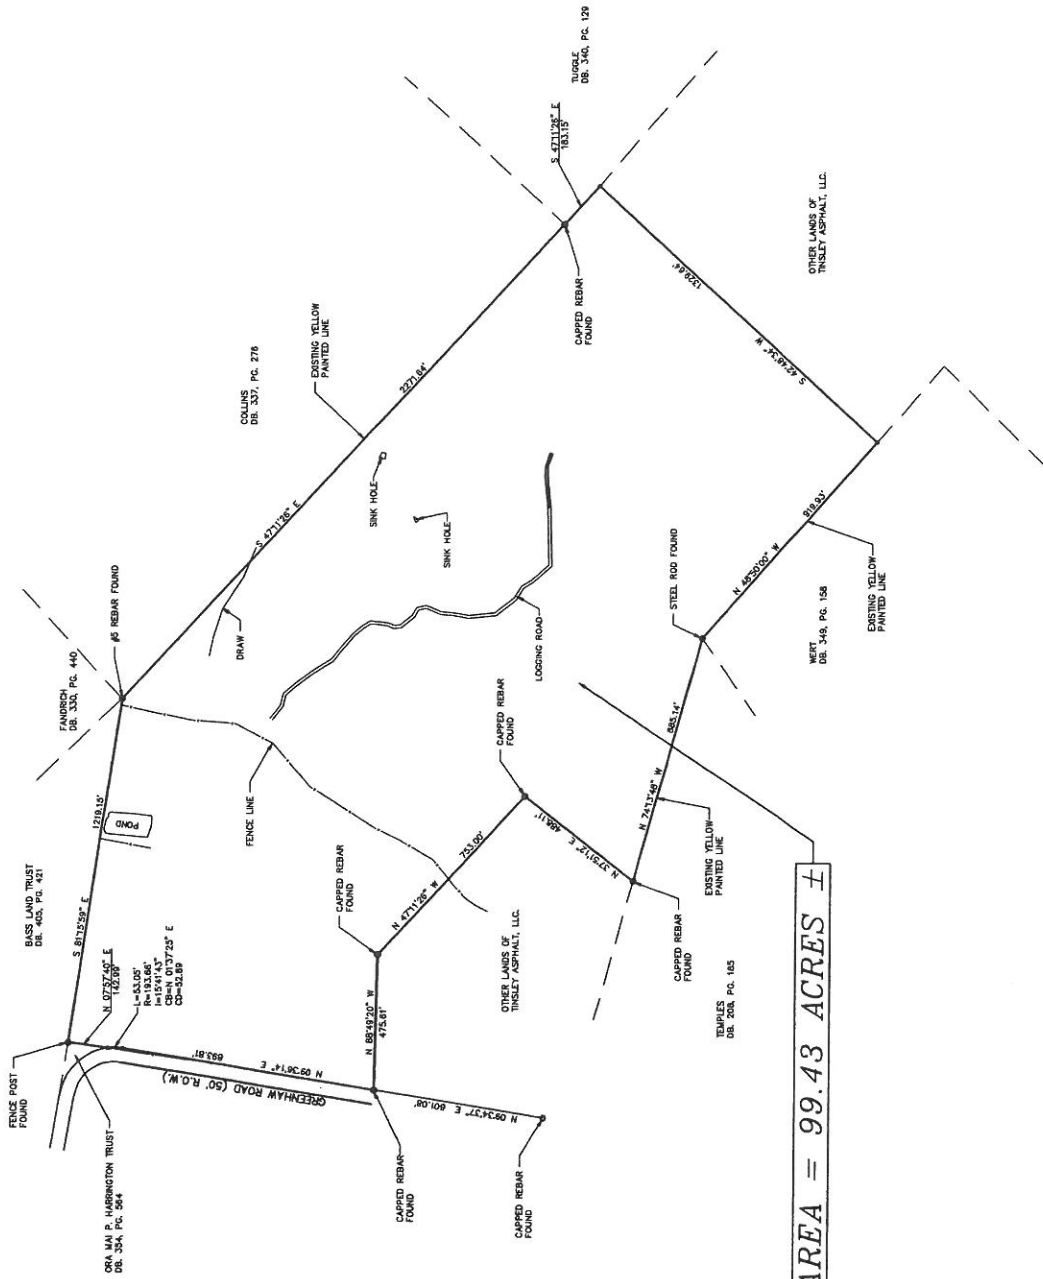 TUGGLE
DB. 340, PG. 129
S 47°11'26" E
183.15'
OTHER LANDS OF
TINSLEY ASPHALT, LLC.
CAPPED REBAR
FOUND
1329.64'
S 42°48'34" W
COLLINS
DB. 337, PG. 276
EXISTING YELLOW
PAINTED LINE
2271.64'
S 47°11'26" E
SINK HOLE
SINK HOLE
DRAW
LOGGING ROAD
STEEL ROD FOUND
N 48°50'00" W
919.93'
WERT
DB. 349, PG. 158
EXISTING YELLOW
PAINTED LINE
FANDRICH
DB. 330, PG. 440
#5 REBAR FOUND
FENCE LINE
CAPPED REBAR
FOUND
BASS LAND TRUST
DB. 405, PG. 421
S 81°15'59" E
1219.15'
POND
N 07°57'40" E
142.99'
L=53.05'
R=193.66'
I=15°41'43"
CB=N 01°37'25" E
CD=52.89
FENCE POST
FOUND
ORA MAI P. HARRINGTON TRUST
DB. 354, PG. 564
GREENHAW ROAD (50' R.O.W.)
N 09°36'14" E
893.81'
CAPPED REBAR
FOUND
N 88°49'20" W
475.61'
N 47°11'26" W
753.00'
N 37°51'12" E
488.11'
N 74°13'48" W
885.14'
EXISTING YELLOW
PAINTED LINE
OTHER LANDS OF
TINSLEY ASPHALT, LLC.
CAPPED REBAR
FOUND
N 09°34'37" E 601.08'
CAPPED REBAR
FOUND
CAPPED REBAR
FOUND
TEMPLES
DB. 208, PG. 185
AREA = 99.43 ACRES ±